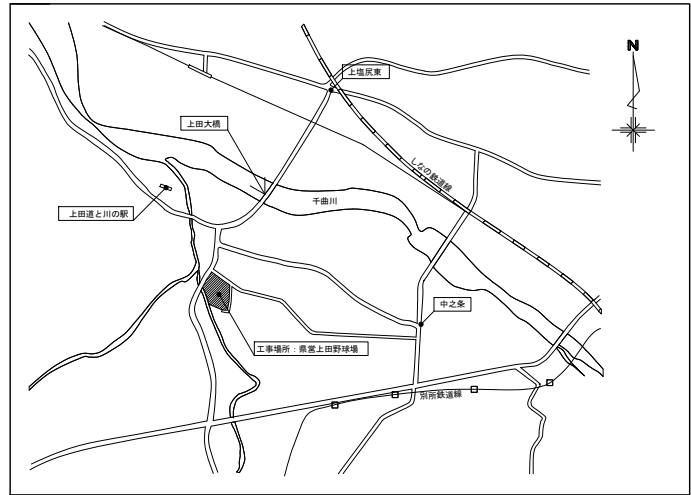 N
上塩尻東
上田大橋
しなの鉄道線
千曲川
上田道と川の駅
中之条
工事場所：県営上田野球場
別所鉄道線